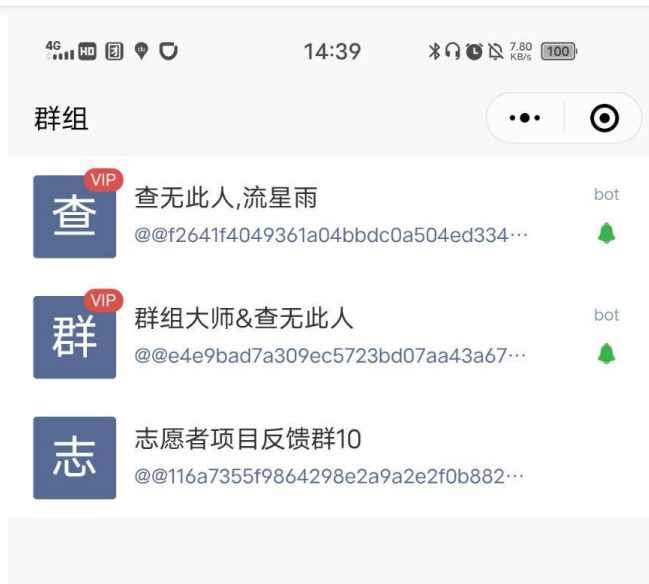 4G HD 团 du 14:39 7.80 KB/s 100
群组
VIP
查
查无此人,流星雨
bot
@@f2641f4049361a04bbdc0a504ed334···
VIP
群
群组大师&查无此人
bot
@@e4e9bad7a309ec5723bd07aa43a67···
志
志愿者项目反馈群10
@@116a7355f9864298e2a9a2e2f0b882···